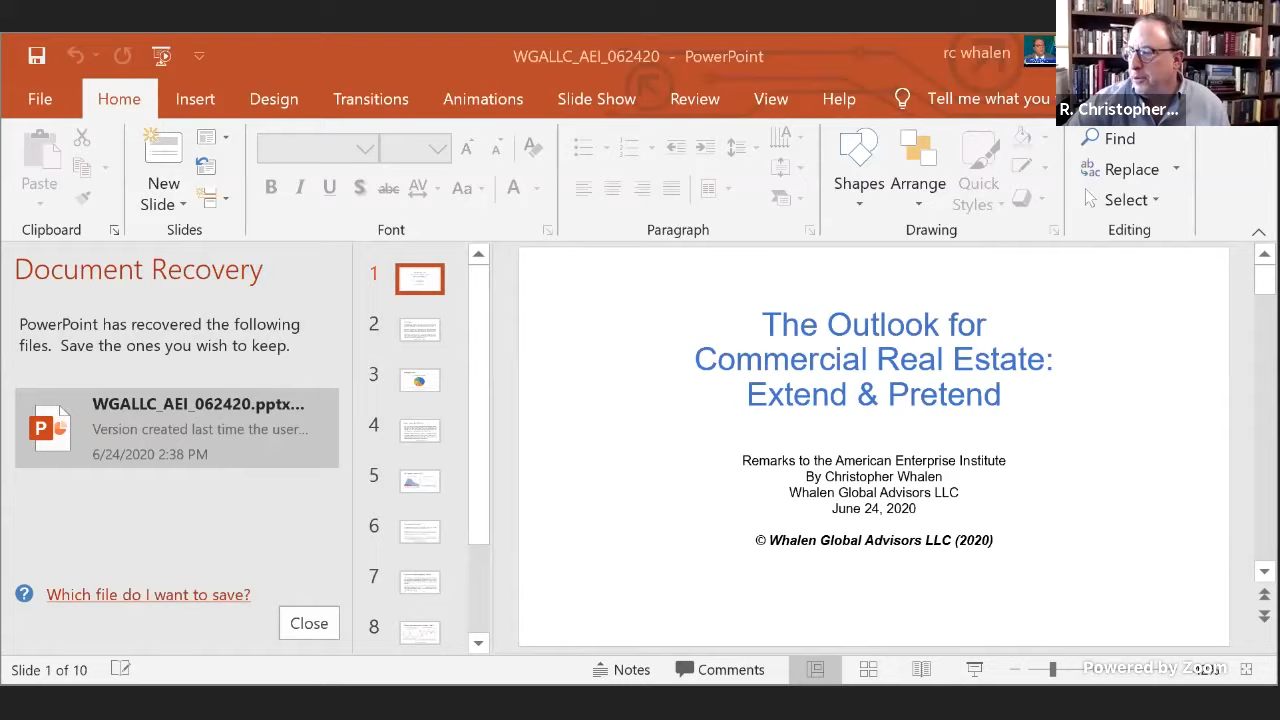 WGALLC_AEI_062420 - PowerPoint
rc whalen
R. Christopher...
File Home Insert Design Transitions Animations Slide Show Review View Help Tell me what you
Paste
Clipboard
New
Slide
Slides
B I U S abc AV Aa A
Font
Paragraph
Shapes Arrange Quick
Styles
Drawing
Find
Replace
Select
Editing
Document Recovery
PowerPoint has recovered the following
files. Save the ones you wish to keep.
WGALLC_AEI_062420.pptx...
Version created last time the user...
6/24/2020 2:38 PM
Which file do I want to save?
Close
1
2
3
4
5
6
7
8
The Outlook for
Commercial Real Estate:
Extend & Pretend
Remarks to the American Enterprise Institute
By Christopher Whalen
Whalen Global Advisors LLC
June 24, 2020
© Whalen Global Advisors LLC (2020)
Slide 1 of 10
Notes
Comments
Powered by Zoom